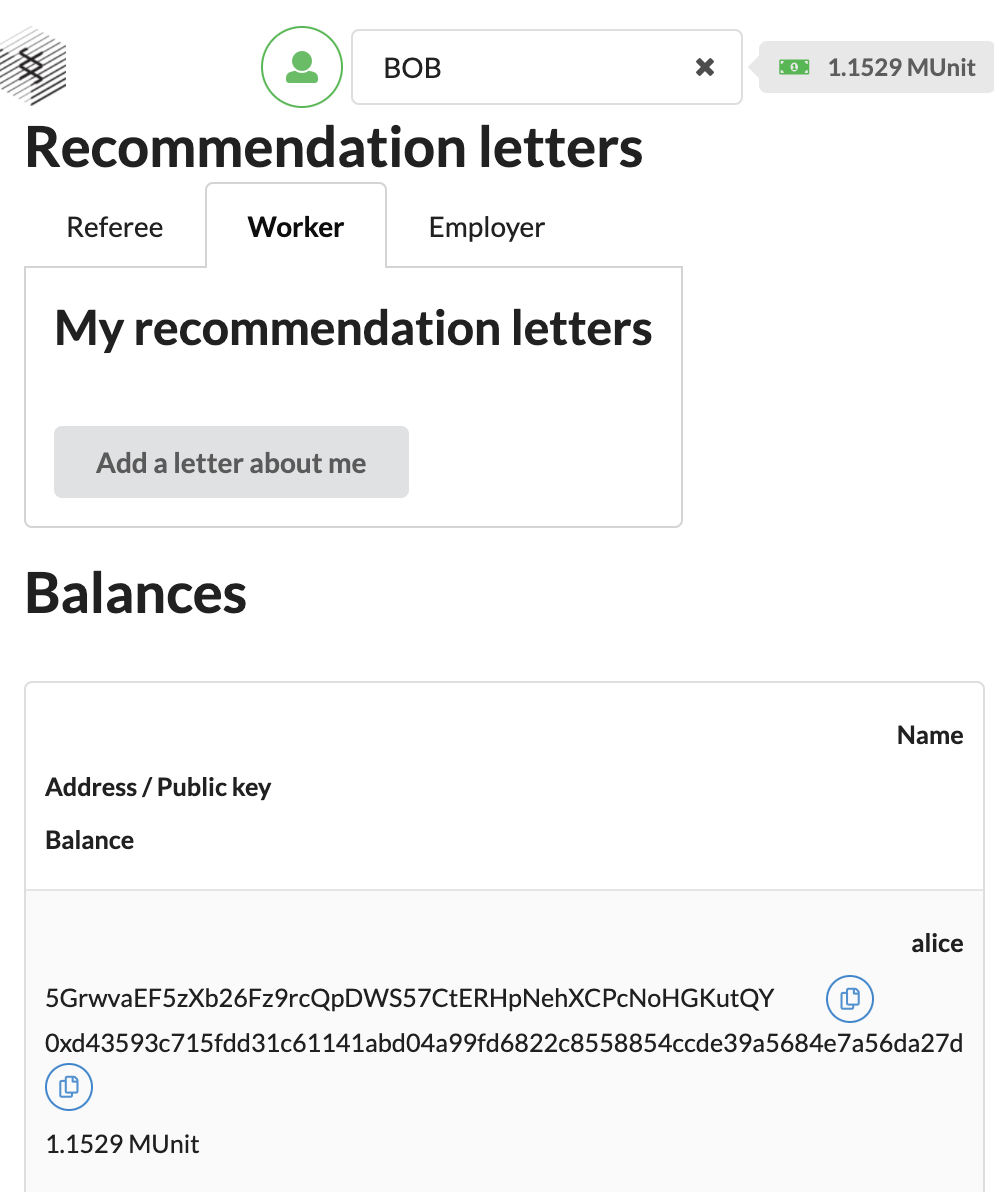 BOB
1.1529 MUnit
Recommendation letters
Referee
Worker
Employer
My recommendation letters
Add a letter about me
Balances
Name
Address / Public key
Balance
alice
5GrwvaEF5zXb26Fz9rcQpDWS57CtERHpNehXCPcNoHGKutQY
0xd43593c715fdd31c61141abd04a99fd6822c8558854ccde39a5684e7a56da27d
1.1529 MUnit